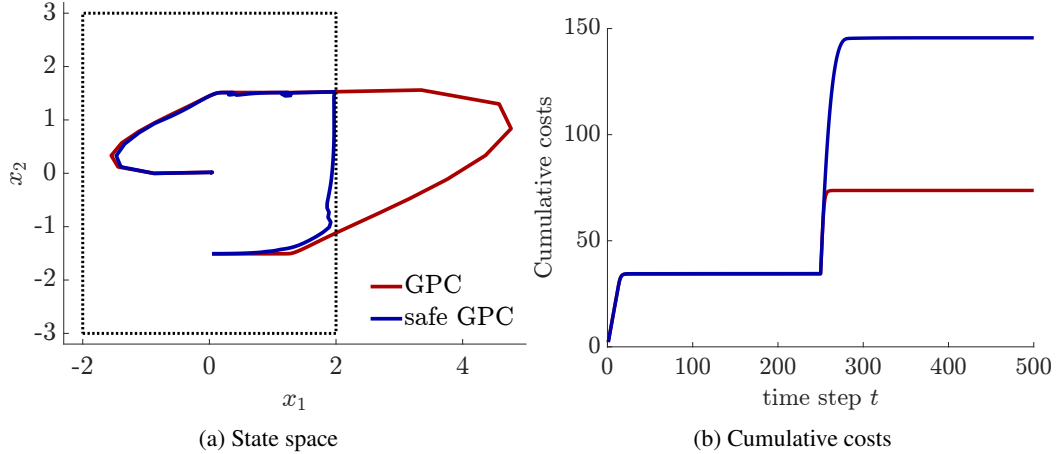 3
2
1
0
-1
-2
-3
x₂
-2
0
2
4
x₁
GPC
safe GPC
(a) State space
150
100
50
0
Cumulative costs
0
100
200
300
400
500
time step t
(b) Cumulative costs